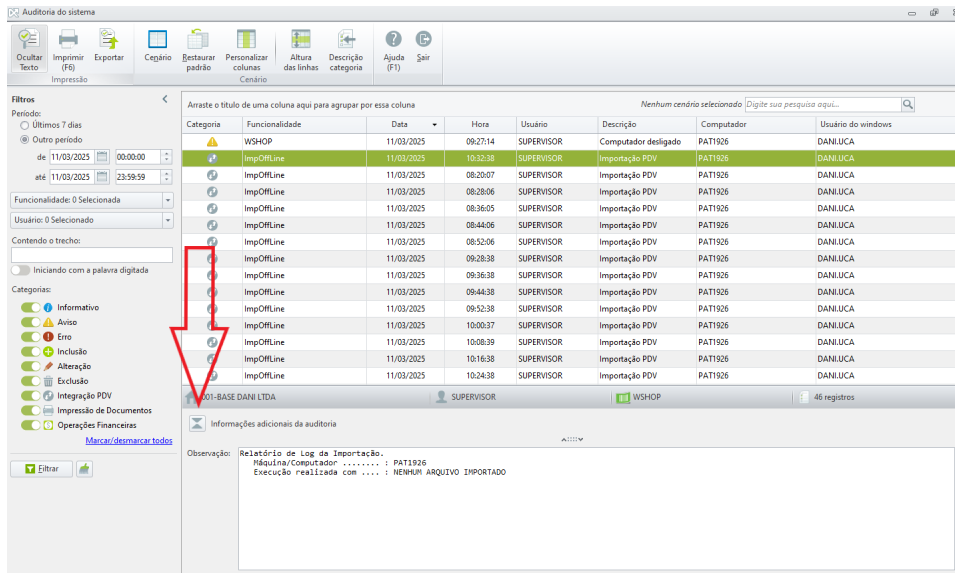 Auditoria do sistema
Ocultar Texto
Imprimir (F6)
Exportar
Cenário
Restaurar padrão
Personalizar colunas
Altura das linhas
Descrição categoria
Ajuda (F1)
Sair
Impressão
Cenário
Filtros
Período:
Últimos 7 dias
Outro período
de 11/03/2025 00:00:00
até 11/03/2025 23:59:59
Funcionalidade: 0 Selecionada
Usuário: 0 Selecionado
Contendo o trecho:
Iniciando com a palavra digitada
Categorias:
Informativo
Aviso
Erro
Inclusão
Alteração
Exclusão
Integração PDV
Impressão de Documentos
Operações Financeiras
Marcar/desmarcar todos
Filtrar
Arraste o titulo de uma coluna aqui para agrupar por essa coluna
Nenhum cenário selecionado Digite sua pesquisa aqui...
Categoria Funcionalidade Data Hora Usuário Descrição Computador Usuário do windows
WSHOP 11/03/2025 09:27:14 SUPERVISOR Computador desligado PAT1926 DANI.UCA
ImpOffLine 11/03/2025 10:32:38 SUPERVISOR Importação PDV PAT1926 DANI.UCA
ImpOffLine 11/03/2025 08:20:07 SUPERVISOR Importação PDV PAT1926 DANI.UCA
ImpOffLine 11/03/2025 08:28:06 SUPERVISOR Importação PDV PAT1926 DANI.UCA
ImpOffLine 11/03/2025 08:36:05 SUPERVISOR Importação PDV PAT1926 DANI.UCA
ImpOffLine 11/03/2025 08:44:06 SUPERVISOR Importação PDV PAT1926 DANI.UCA
ImpOffLine 11/03/2025 08:52:06 SUPERVISOR Importação PDV PAT1926 DANI.UCA
ImpOffLine 11/03/2025 09:28:38 SUPERVISOR Importação PDV PAT1926 DANI.UCA
ImpOffLine 11/03/2025 09:36:38 SUPERVISOR Importação PDV PAT1926 DANI.UCA
ImpOffLine 11/03/2025 09:44:38 SUPERVISOR Importação PDV PAT1926 DANI.UCA
ImpOffLine 11/03/2025 09:52:38 SUPERVISOR Importação PDV PAT1926 DANI.UCA
ImpOffLine 11/03/2025 10:00:37 SUPERVISOR Importação PDV PAT1926 DANI.UCA
ImpOffLine 11/03/2025 10:08:39 SUPERVISOR Importação PDV PAT1926 DANI.UCA
ImpOffLine 11/03/2025 10:16:38 SUPERVISOR Importação PDV PAT1926 DANI.UCA
ImpOffLine 11/03/2025 10:24:38 SUPERVISOR Importação PDV PAT1926 DANI.UCA
001-BASE DANI LTDA SUPERVISOR WSHOP 46 registros
Informações adicionais da auditoria
Observação: Relatório de Log da Importação.
Máquina/Computador ........ : PAT1926
Execução realizada com .... : NENHUM ARQUIVO IMPORTADO